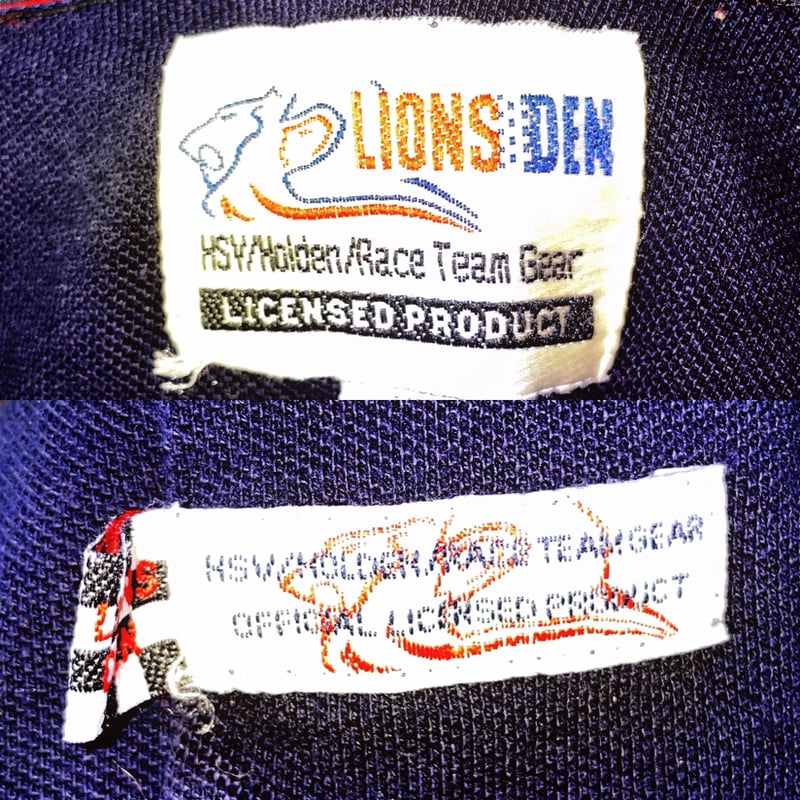 LIONS DEN
HSV/Holden/Race Team Gear
LICENSED PRODUCT
HSV/HOLDEN/RACE TEAM GEAR
OFFICIAL LICENSED PRODUCT